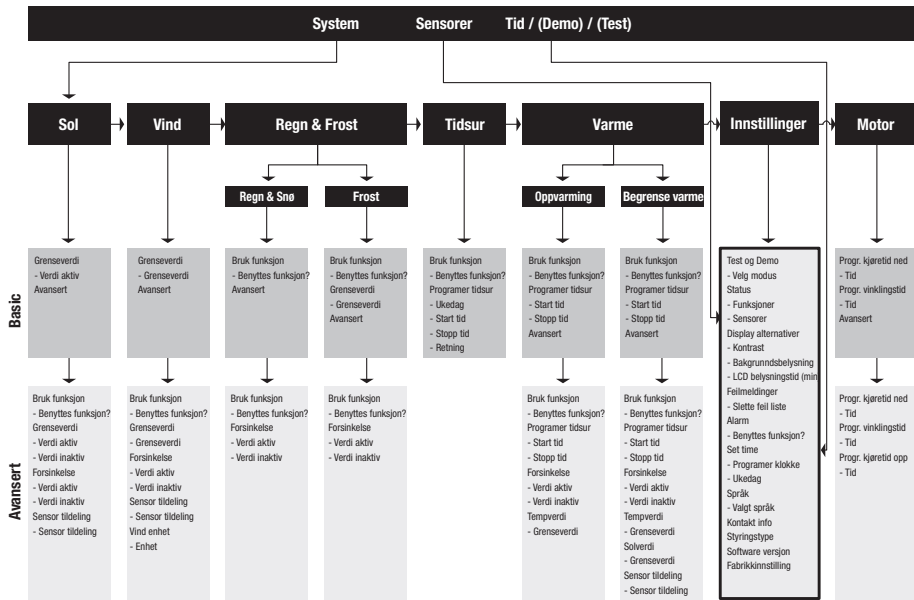 System Sensorer Tid / (Demo) / (Test)
Sol Vind Regn & Frost Tidsur Varme Innstillinger Motor
Regn & Snø Frost Oppvarming Begrense varme
Basic
Grenseverdi
- Verdi aktiv
Avansert
Grenseverdi
- Grenseverdi
Avansert
Bruk funksjon
- Benyttes funksjon?
Avansert
Bruk funksjon
- Benyttes funksjon?
Grenseverdi
- Grenseverdi
Avansert
Bruk funksjon
- Benyttes funksjon?
Programer tidsur
- Ukedag
- Start tid
- Stopp tid
- Retning
Bruk funksjon
- Benyttes funksjon?
Programer tidsur
- Start tid
- Stopp tid
Avansert
Bruk funksjon
- Benyttes funksjon?
Programer tidsur
- Start tid
- Stopp tid
Avansert
Test og Demo
- Velg modus
Status
- Funksjoner
- Sensorer
Display alternativer
- Kontrast
- Bakgrunndsbelysning
- LCD belysningstid (min
Feilmeldinger
- Slette feil liste
Alarm
- Benyttes funksjon?
Set time
- Programer klokke
- Ukedag
Språk
- Valgt språk
Kontakt info
Styringstype
Software versjon
Fabrikkinnstilling
Progr. kjøretid ned
- Tid
Progr. vinklingstid
- Tid
Avansert
Avansert
Bruk funksjon
- Benyttes funksjon?
Grenseverdi
- Verdi aktiv
- Verdi inaktiv
Forsinkelse
- Verdi aktiv
- Verdi inaktiv
Sensor tildeling
- Sensor tildeling
Bruk funksjon
- Benyttes funksjon?
Grenseverdi
- Grenseverdi
Forsinkelse
- Verdi aktiv
- Verdi inaktiv
Sensor tildeling
- Sensor tildeling
Vind enhet
- Enhet
Bruk funksjon
- Benyttes funksjon?
Forsinkelse
- Verdi aktiv
- Verdi inaktiv
Bruk funksjon
- Benyttes funksjon?
Forsinkelse
- Verdi aktiv
- Verdi inaktiv
Bruk funksjon
- Benyttes funksjon?
Programer tidsur
- Start tid
- Stopp tid
Forsinkelse
- Verdi aktiv
- Verdi inaktiv
Tempverdi
- Grenseverdi
Bruk funksjon
- Benyttes funksjon?
Programer tidsur
- Start tid
- Stopp tid
Forsinkelse
- Verdi aktiv
- Verdi inaktiv
Tempverdi
- Grenseverdi
Solverdi
- Grenseverdi
Sensor tildeling
- Sensor tildeling
Progr. kjøretid ned
- Tid
Progr. vinklingstid
- Tid
Progr. kjøretid opp
- Tid